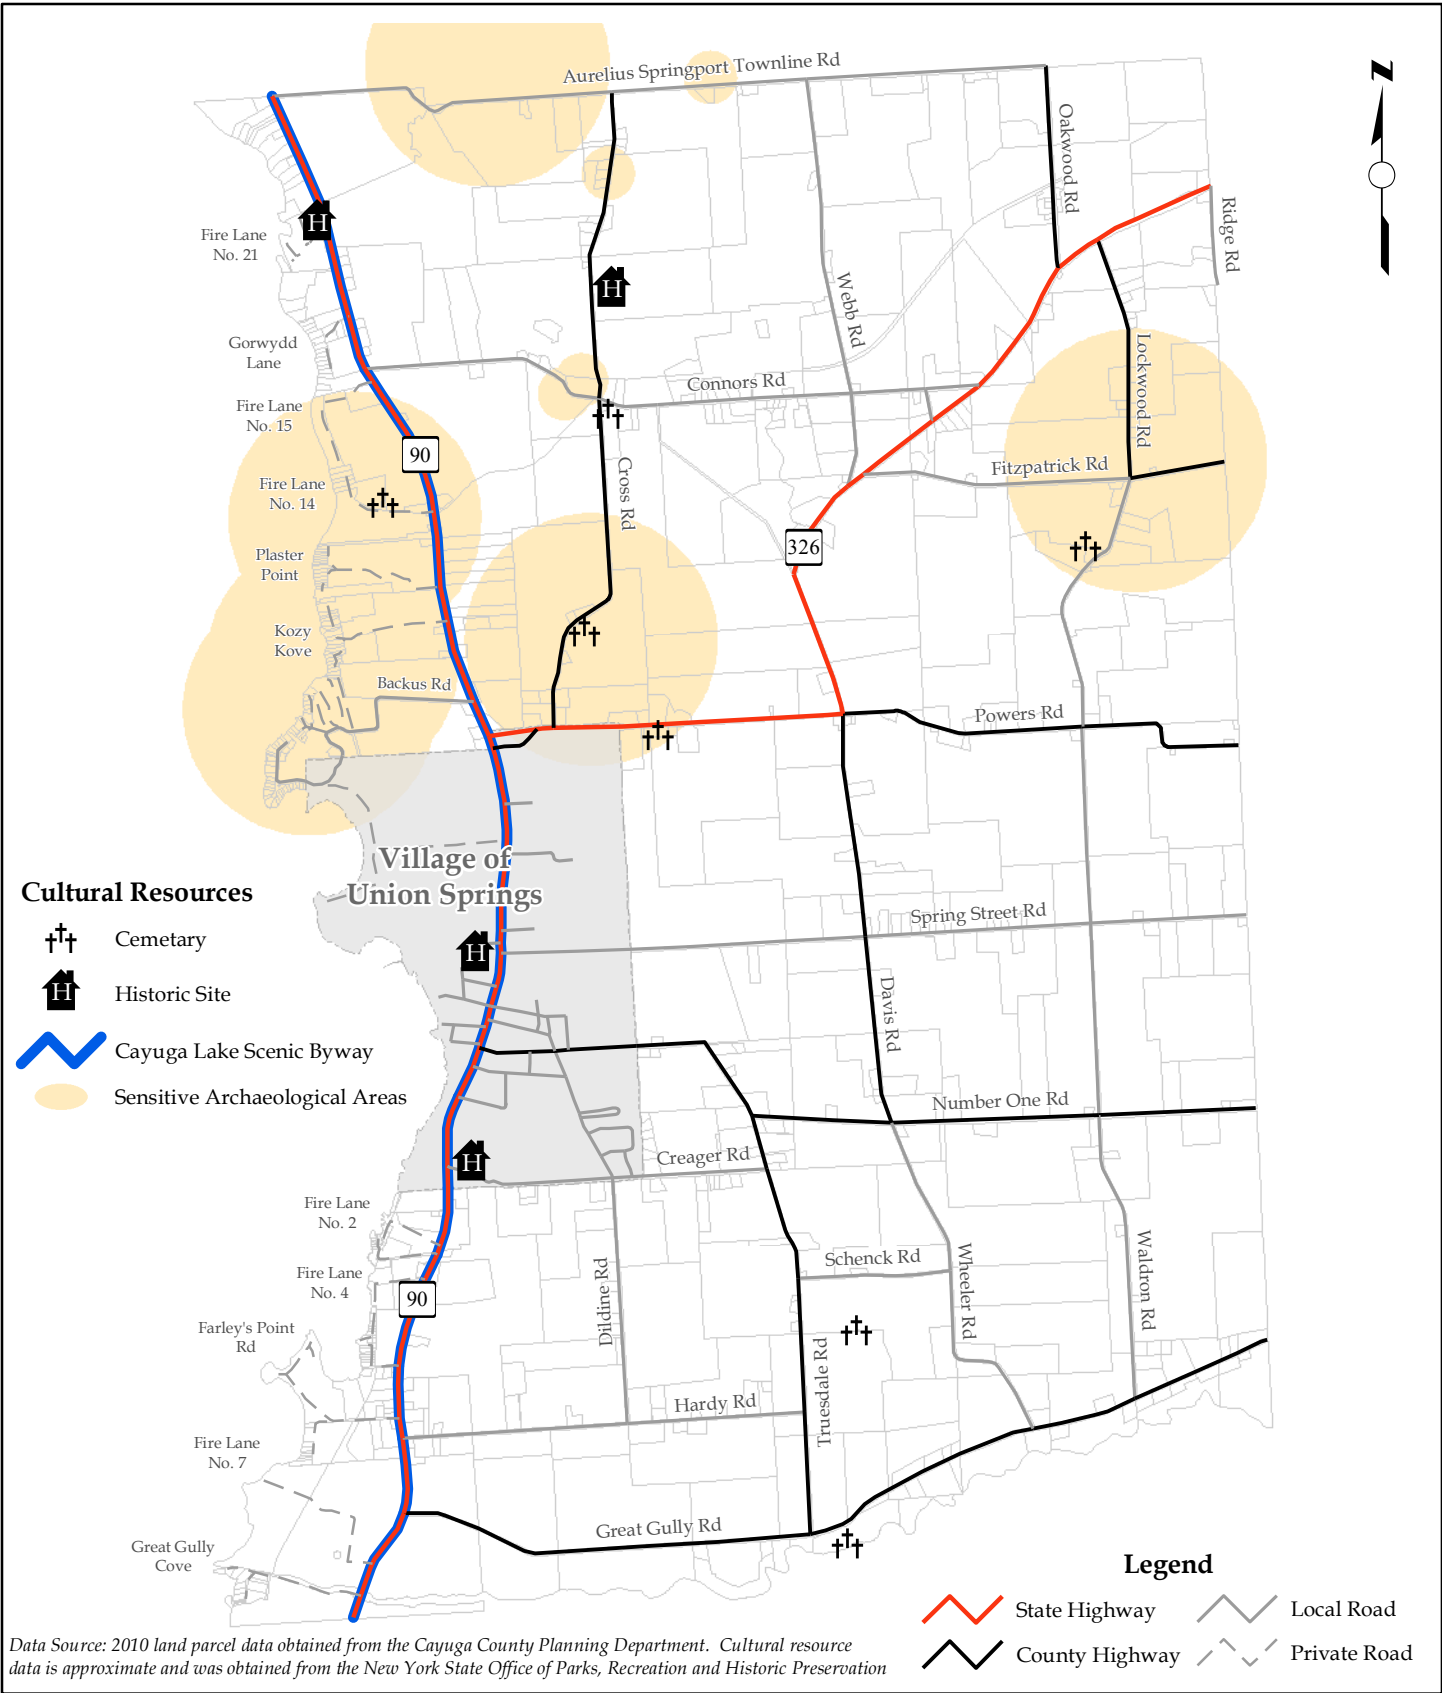 Aurelius Springport Townline Rd
N
Oakwood Rd
Ridge Rd
H
Fire Lane
No. 21
H
Webb Rd
Gorwydd
Lane
Lockwood Rd
Connors Rd
Fire Lane
No. 15
90
Cross Rd
Fitzpatrick Rd
Fire Lane
No. 14
326
Plaster
Point
Kozy
Kove
Backus Rd
Powers Rd
Village of
Union Springs
Cultural Resources
Cemetary
H
Historic Site
Cayuga Lake Scenic Byway
Sensitive Archaeological Areas
Spring Street Rd
H
Davis Rd
Number One Rd
Creager Rd
H
Fire Lane
No. 2
Schenck Rd
Wheeler Rd
Waldron Rd
Fire Lane
No. 4
90
Dildine Rd
Farley's Point
Rd
Truesdale Rd
Hardy Rd
Fire Lane
No. 7
Great Gully Rd
Great Gully
Cove
Legend
State Highway
Local Road
County Highway
Private Road
Data Source: 2010 land parcel data obtained from the Cayuga County Planning Department. Cultural resource
data is approximate and was obtained from the New York State Office of Parks, Recreation and Historic Preservation